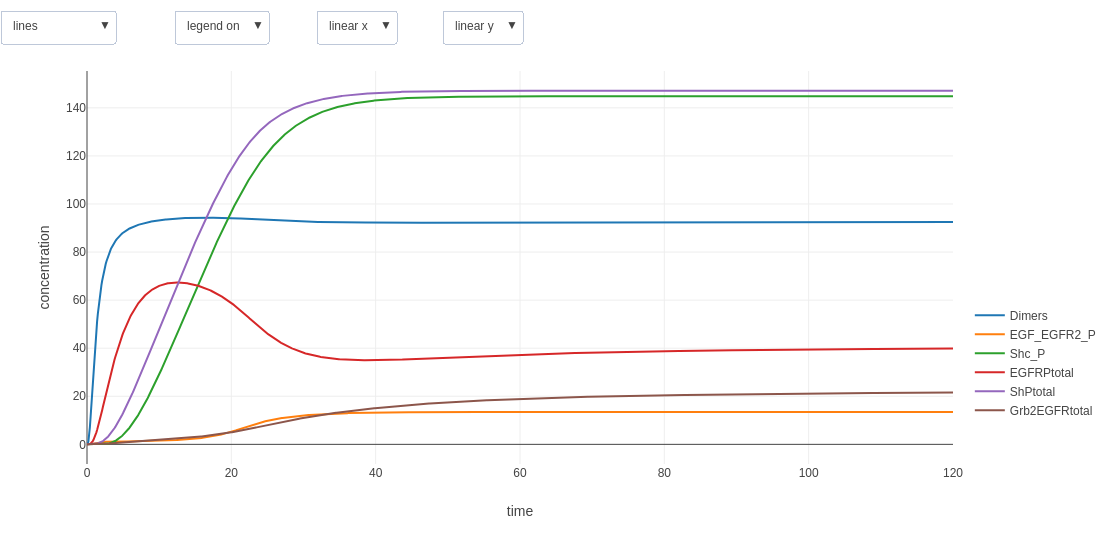 lines ▼ legend on ▼ linear x ▼ linear y ▼
140
120
100
80
60
40
20
0
concentration
0 20 40 60 80 100 120
time
Dimers
EGF_EGFR2_P
Shc_P
EGFRPtotal
ShPtotal
Grb2EGFRtotal